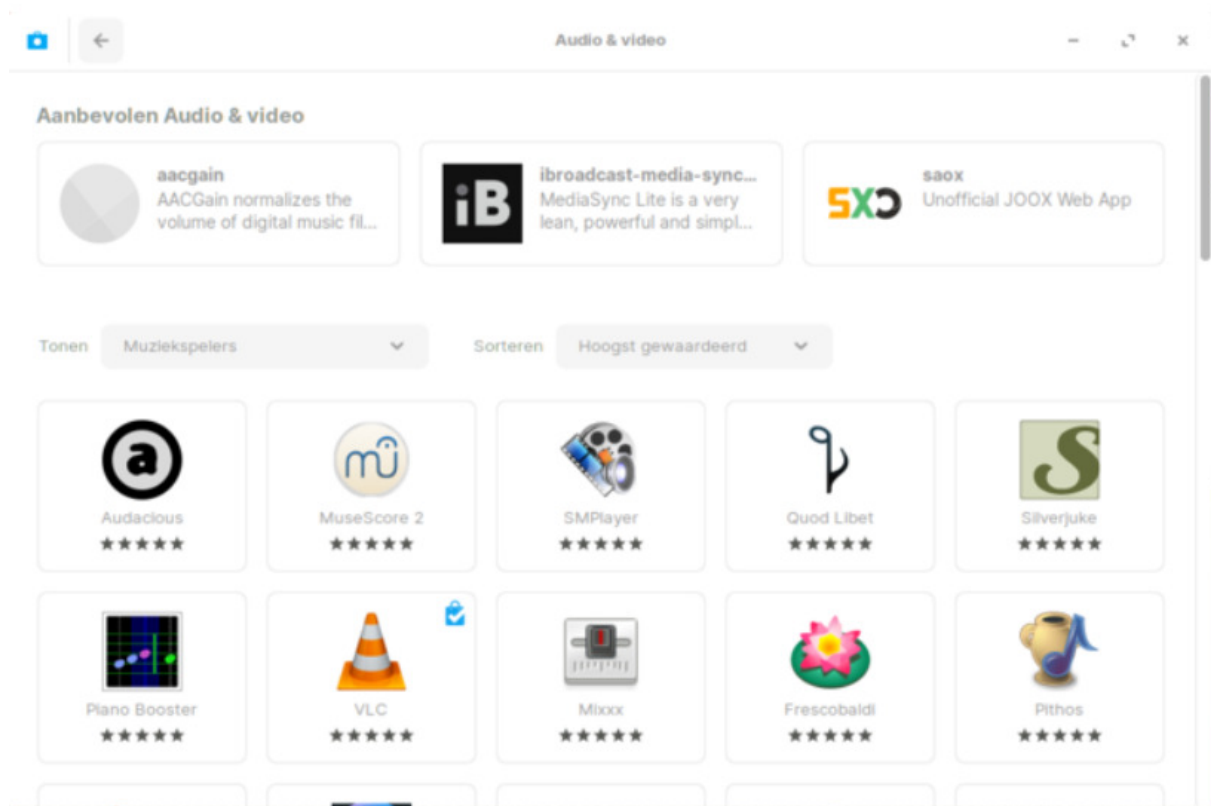 Audio & video
Aanbevolen Audio & video
aacgain
AACGain normalizes the
volume of digital music fil...
iB
ibroadcast-media-sync...
MediaSync Lite is a very
lean, powerful and simpl...
saox
Unofficial JOOX Web App
Tonen
Muziekspelers
Sorteren
Hoogst gewaardeerd
a
Audacious
mu
MuseScore 2
SMPlayer
Quod Libet
S
Silverjuke
Piano Booster
VLC
Mixxx
Frescobaldi
Pithos